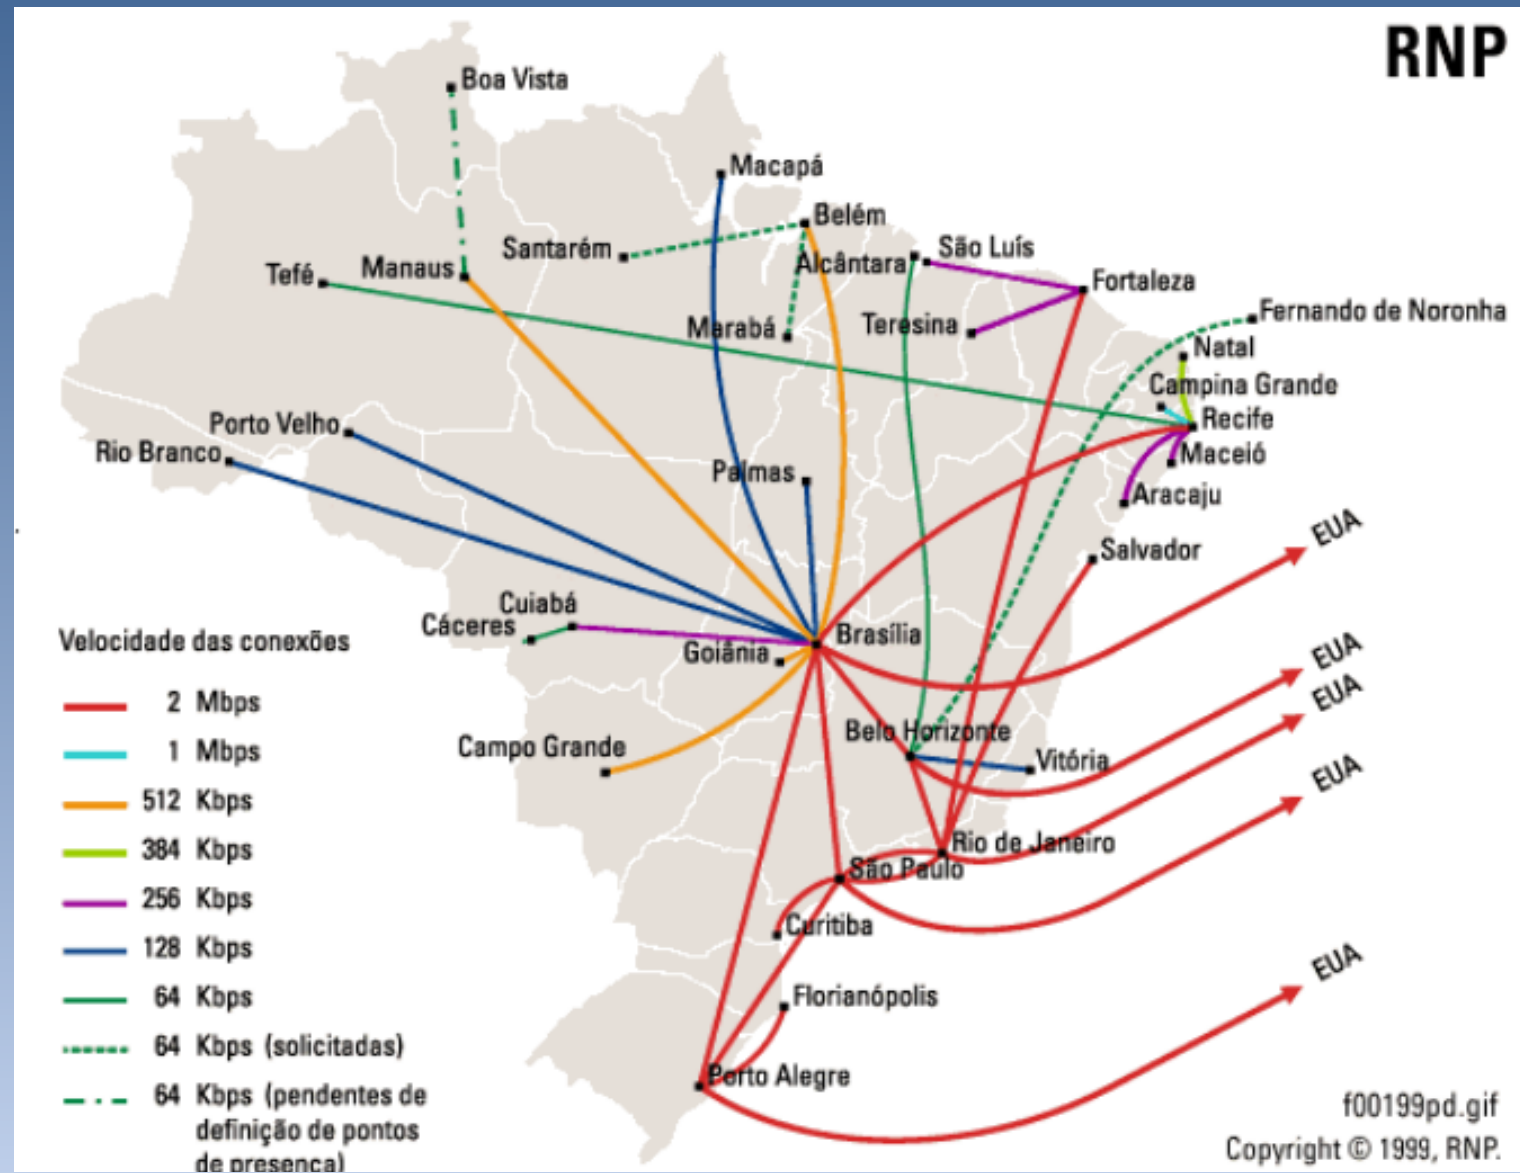 RNP
Boa Vista
Macapá
Belém
Santarém
São Luís
Alcântara
Manaus
Tefé
Fortaleza
Fernando de Noronha
Marabá
Teresina
Natal
Campina Grande
Recife
Porto Velho
Rio Branco
Maceió
Palmas
Aracaju
EUA
Salvador
Cuiabá
Cáceres
Brasília
Goiânia
EUA
EUA
Belo Horizonte
Campo Grande
Vitória
EUA
Rio de Janeiro
São Paulo
Curitiba
EUA
Florianópolis
Porto Alegre
Velocidade das conexões
2 Mbps
1 Mbps
512 Kbps
384 Kbps
256 Kbps
128 Kbps
64 Kbps
64 Kbps (solicitadas)
64 Kbps (pendentes de
definição de pontos
de presença)
f00199pd.gif
Copyright © 1999, RNP.